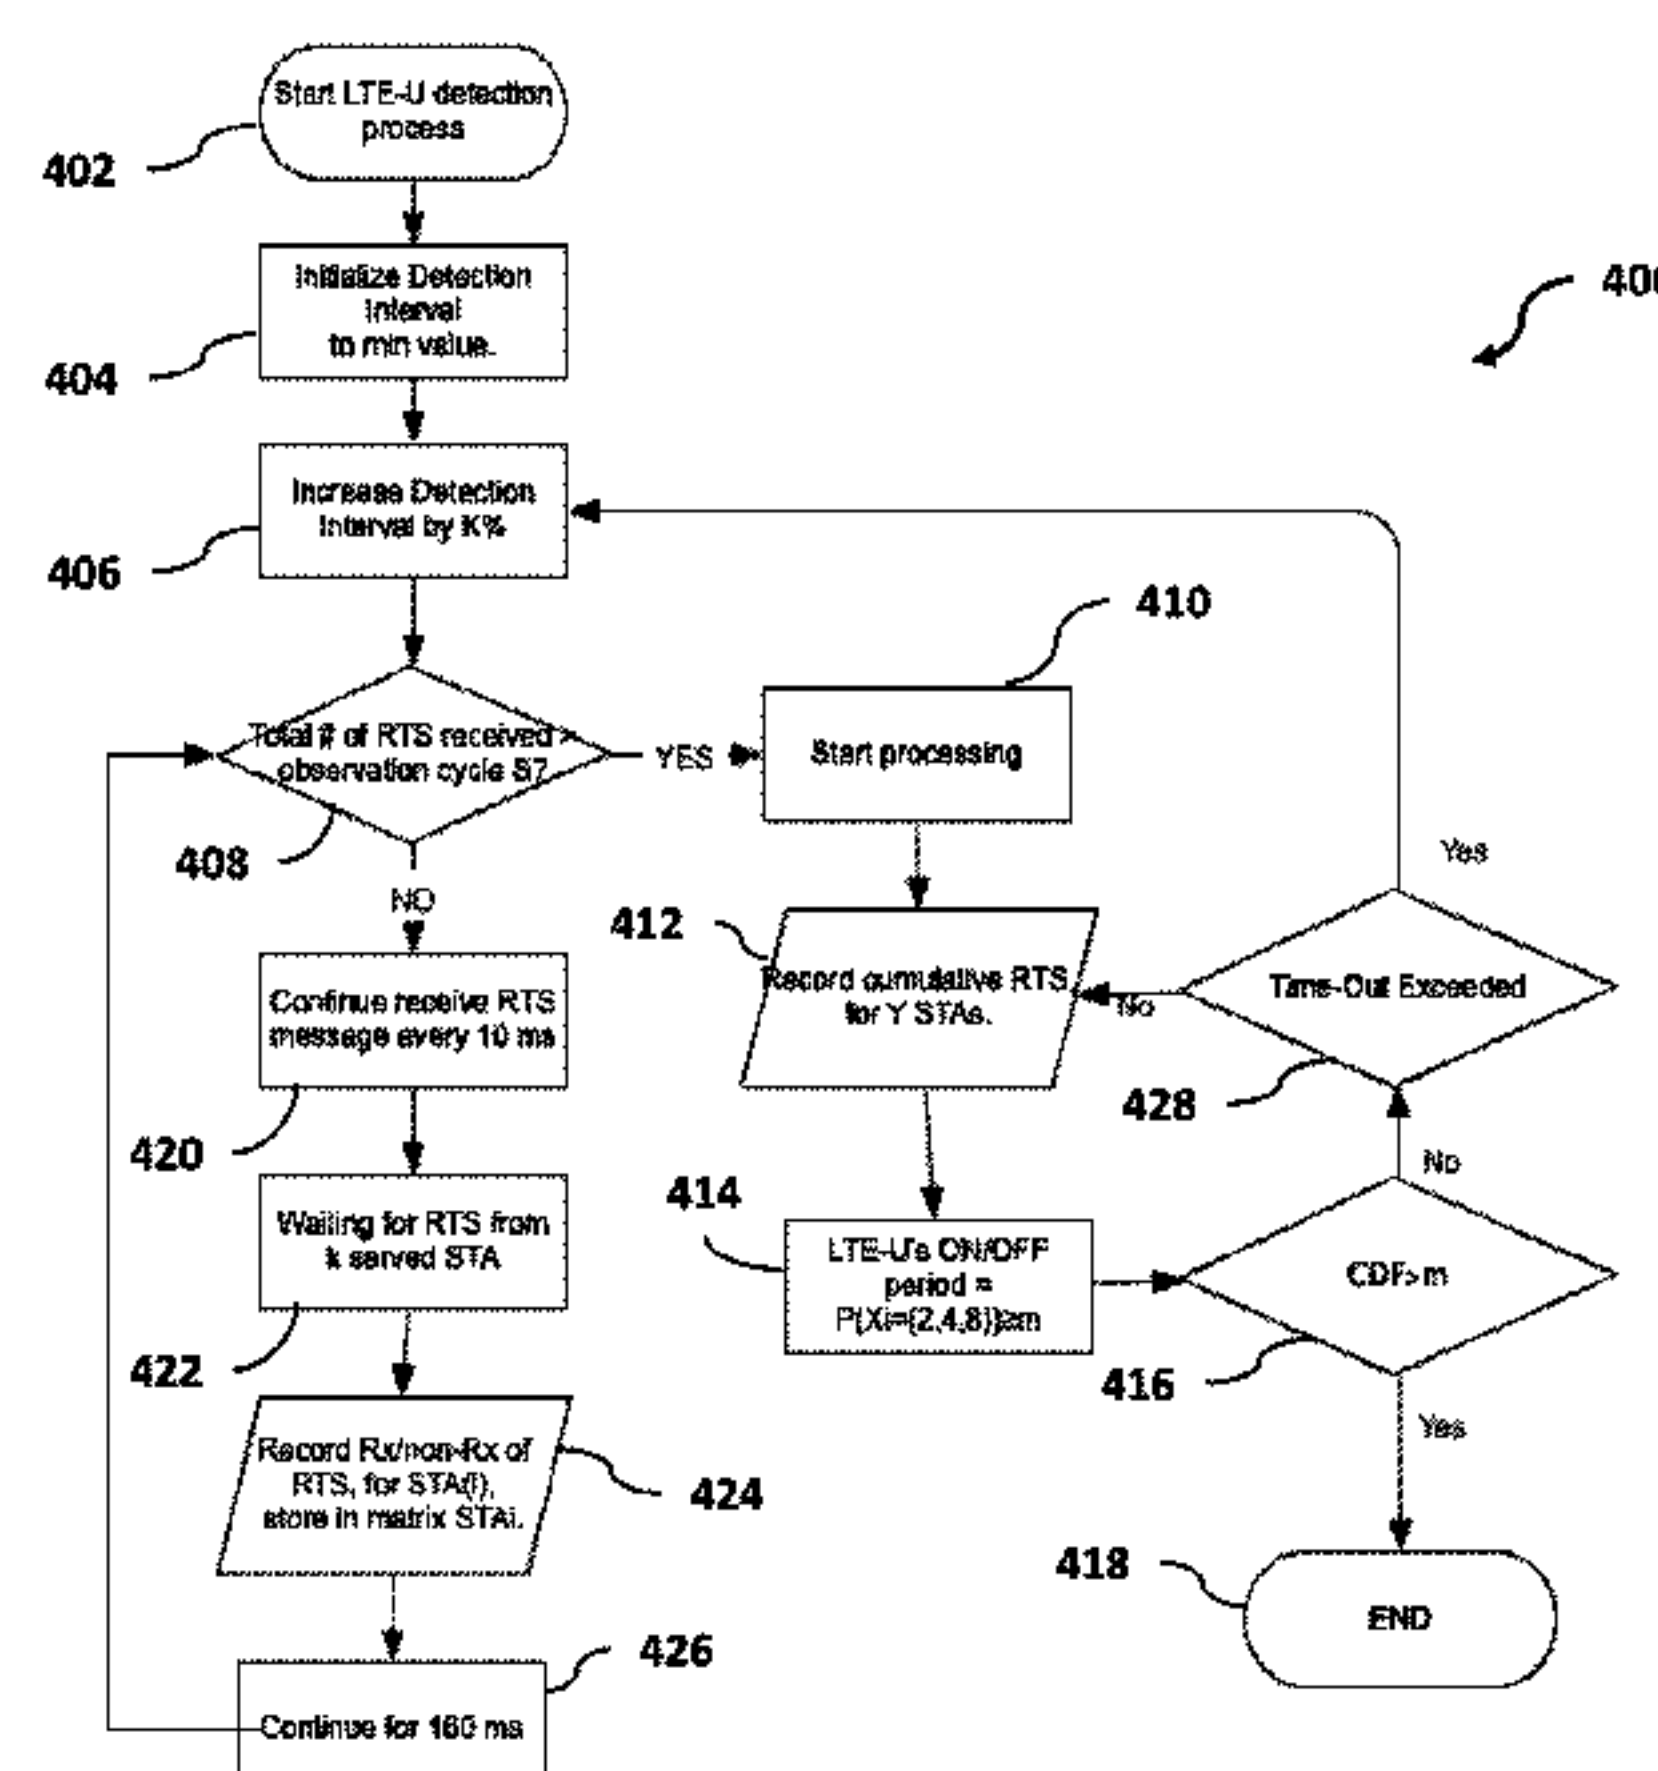 Start LTE-U detection
process
402
Initialize Detection
Interval
to min value.
404
400
Increase Detection
Interval by K%
406
410
Total # of RTS received >
observation cycle S?
YES
Start processing
408
NO
Yes
412
Record cumulative RTS
for Y STAs.
No
Time-Out Exceeded
Continue receive RTS
message every 10 ms
428
420
No
414
Waiting for RTS from
k served STA
LTE-U's ON/OFF
period =
P(Xi={2,4,8})≥m
CDF>m
422
416
Yes
Record Rx/non-Rx of
RTS, for STA(i),
store in matrix STAi.
424
418
END
426
Continue for 160 ms